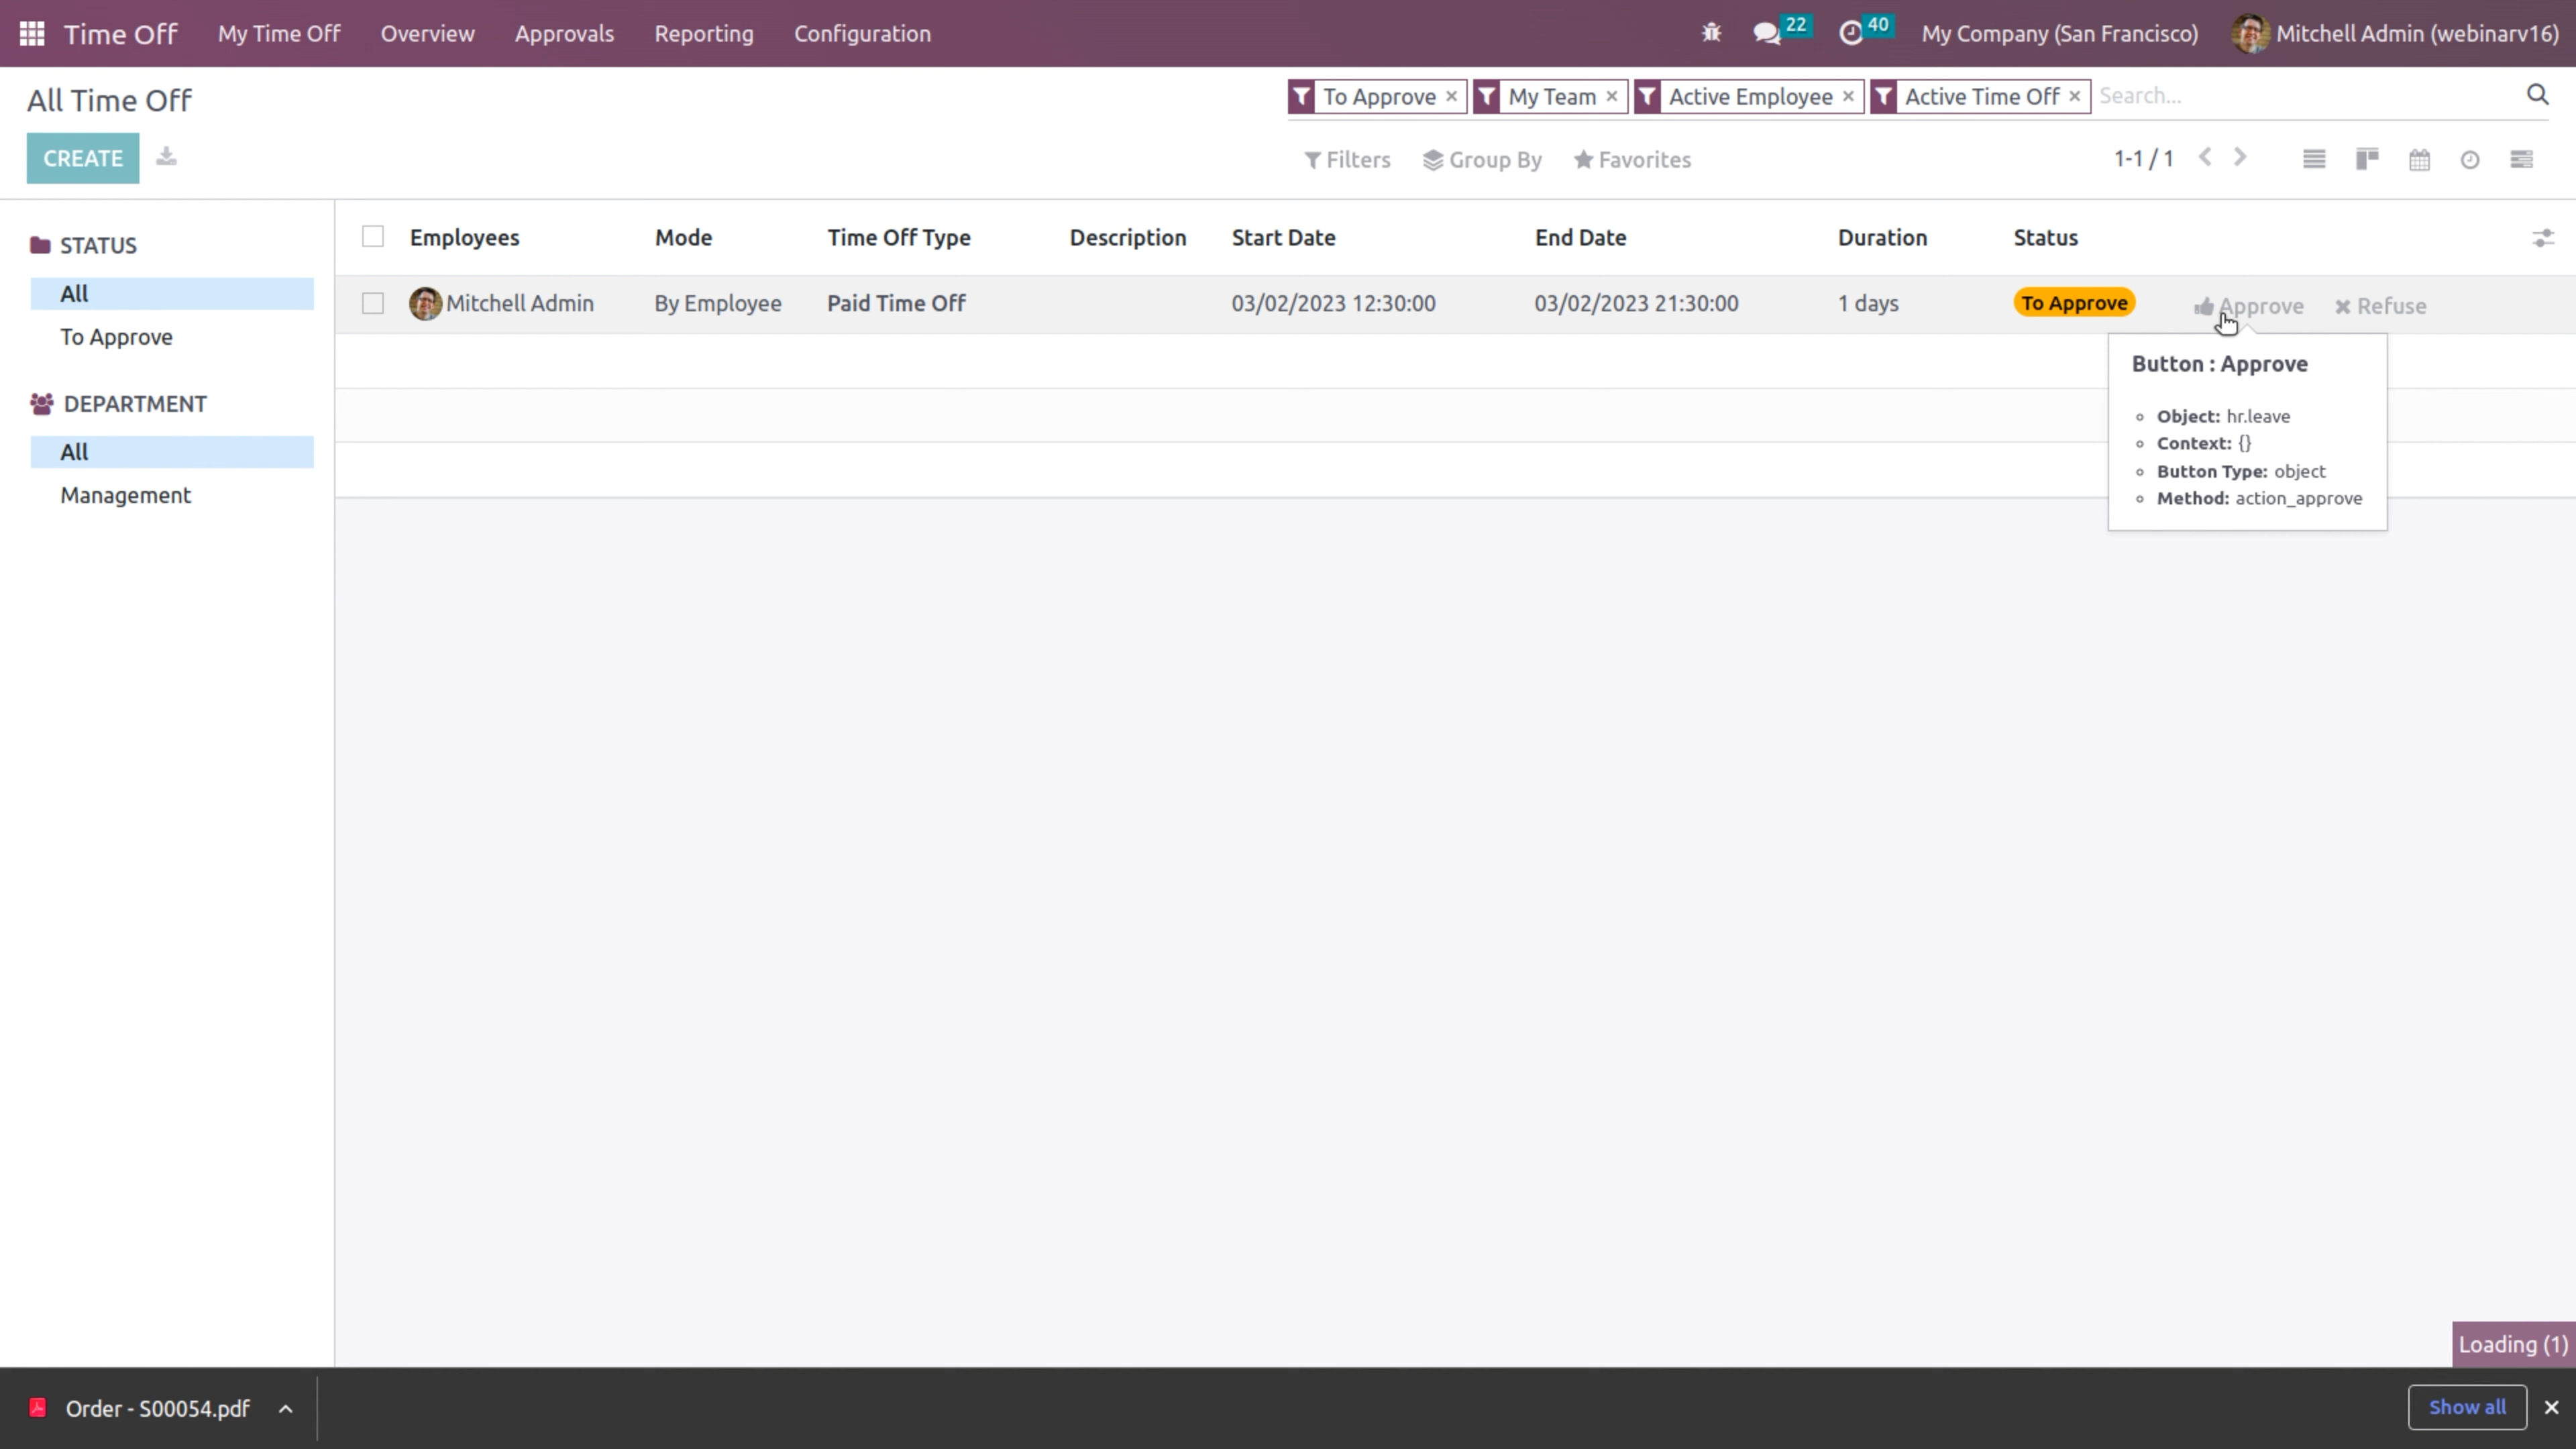 Time Off My Time Off Overview Approvals Reporting Configuration 22 40 My Company (San Francisco) Mitchell Admin (webinarv16)
All Time Off
To Approve × My Team × Active Employee × Active Time Off × Search...
CREATE
Filters Group By Favorites 1-1 / 1
STATUS
All
To Approve
DEPARTMENT
All
Management
Employees Mode Time Off Type Description Start Date End Date Duration Status
Mitchell Admin By Employee Paid Time Off 03/02/2023 12:30:00 03/02/2023 21:30:00 1 days To Approve Approve Refuse
Button : Approve
Object: hr.leave
Context: {}
Button Type: object
Method: action_approve
Loading (1)
Order - S00054.pdf Show all